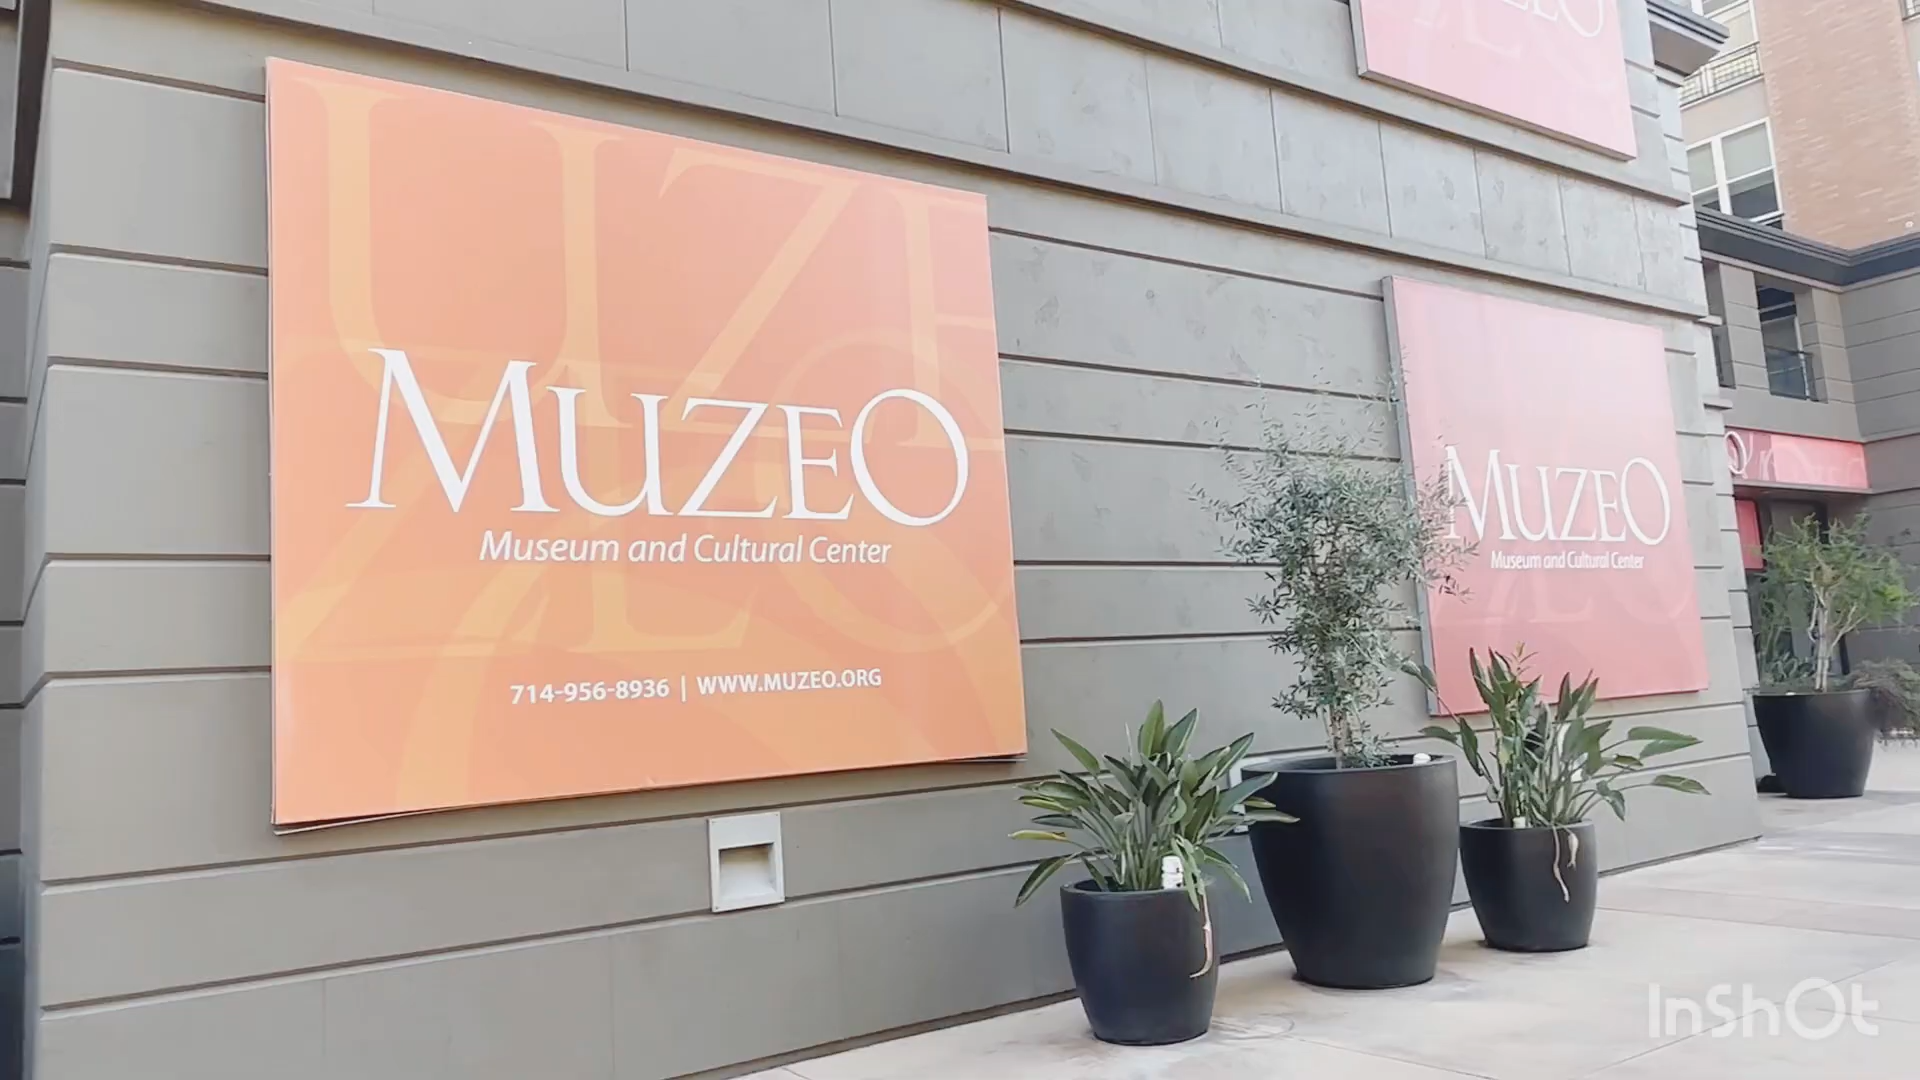 MUZEO
Museum and Cultural Center
714-956-8936 | WWW.MUZEO.ORG
MUZEO
Museum and Cultural Center
InShOt